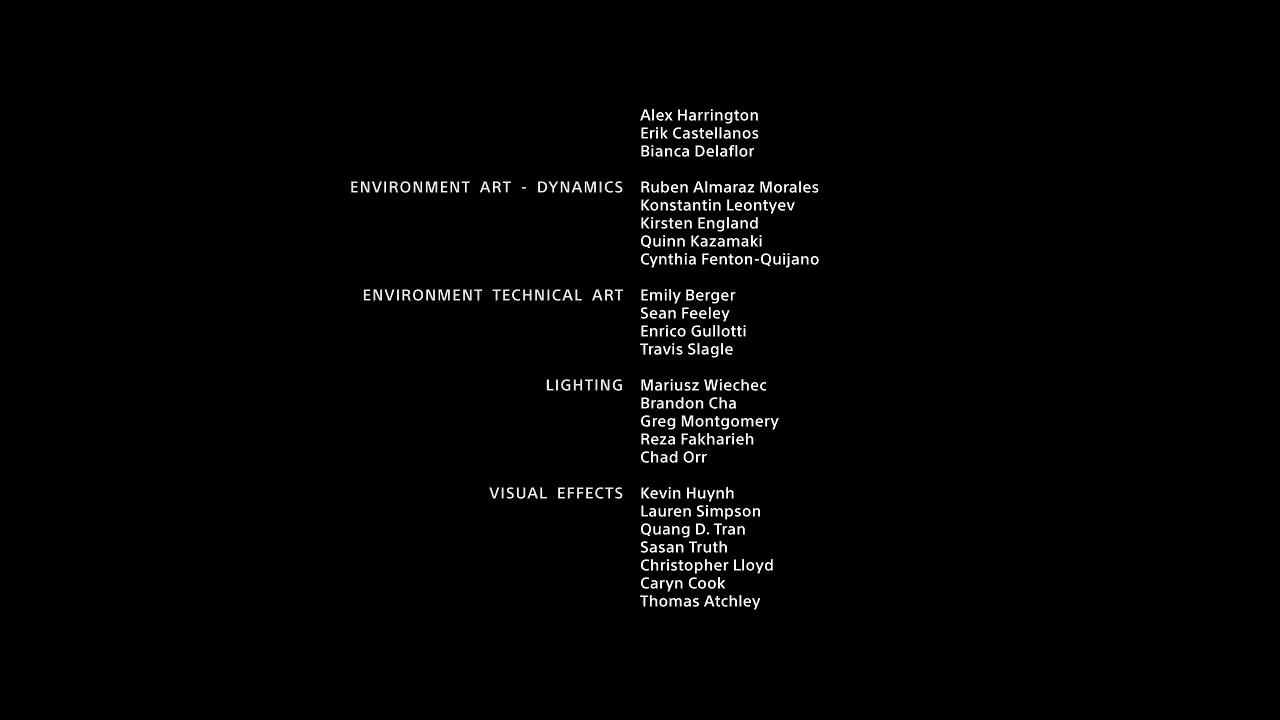 Alex Harrington
Erik Castellanos
Bianca Delaflor
ENVIRONMENT ART - DYNAMICS Ruben Almaraz Morales
Konstantin Leontyev
Kirsten England
Quinn Kazamaki
Cynthia Fenton-Quijano
ENVIRONMENT TECHNICAL ART Emily Berger
Sean Feeley
Enrico Gullotti
Travis Slagle
LIGHTING Mariusz Wiechec
Brandon Cha
Greg Montgomery
Reza Fakharieh
Chad Orr
VISUAL EFFECTS Kevin Huynh
Lauren Simpson
Quang D. Tran
Sasan Truth
Christopher Lloyd
Caryn Cook
Thomas Atchley